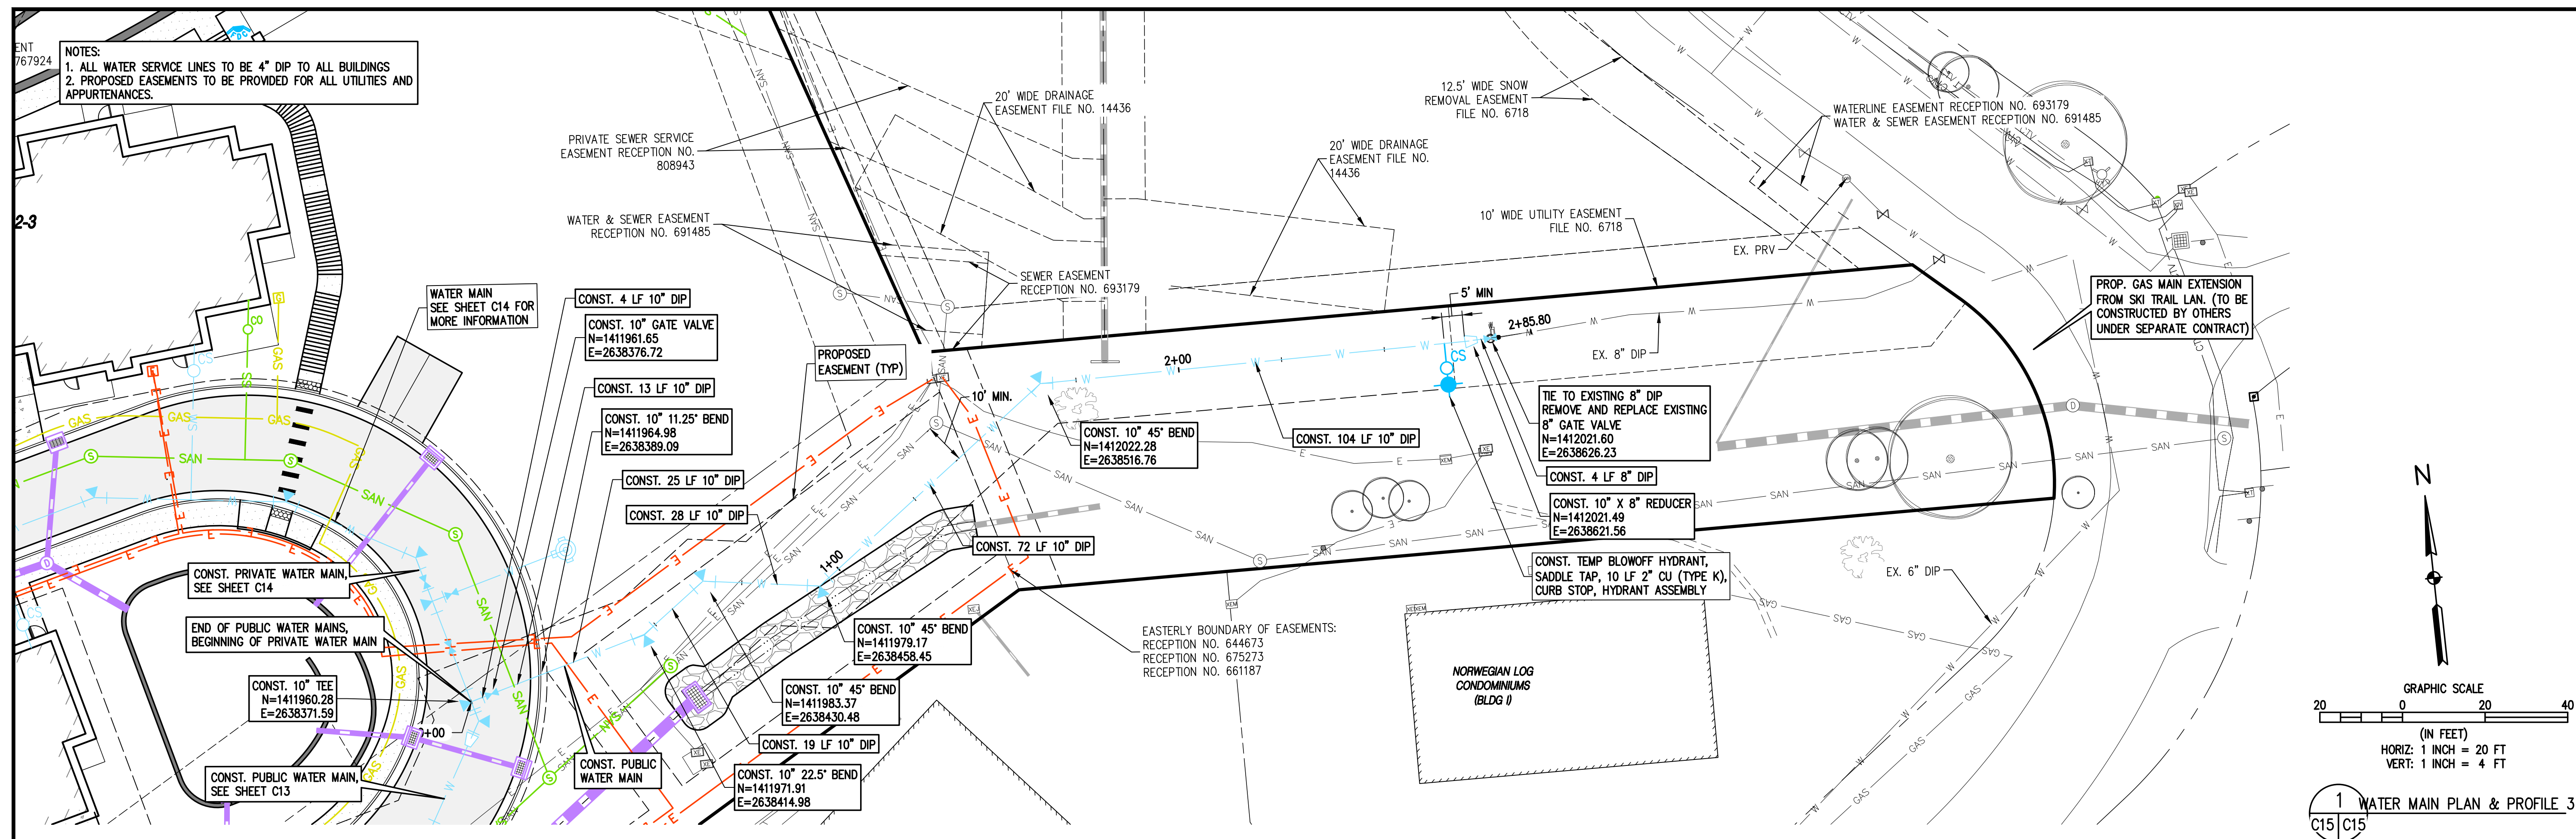 ENT
767924
NOTES:
1. ALL WATER SERVICE LINES TO BE 4" DIP TO ALL BUILDINGS
2. PROPOSED EASEMENTS TO BE PROVIDED FOR ALL UTILITIES AND
APPURTENANCES.
2-3
PRIVATE SEWER SERVICE
EASEMENT RECEPTION NO.
808943
20' WIDE DRAINAGE
EASEMENT FILE NO. 14436
WATER & SEWER EASEMENT
RECEPTION NO. 691485
SEWER EASEMENT
RECEPTION NO. 693179
20' WIDE DRAINAGE
EASEMENT FILE NO.
14436
12.5' WIDE SNOW
REMOVAL EASEMENT
FILE NO. 6718
WATERLINE EASEMENT RECEPTION NO. 693179
WATER & SEWER EASEMENT RECEPTION NO. 691485
10' WIDE UTILITY EASEMENT
FILE NO. 6718
EX. PRV
PROP. GAS MAIN EXTENSION
FROM SKI TRAIL LAN. (TO BE
CONSTRUCTED BY OTHERS
UNDER SEPARATE CONTRACT)
WATER MAIN
SEE SHEET C14 FOR
MORE INFORMATION
CONST. 4 LF 10" DIP
CONST. 10" GATE VALVE
N=1411961.65
E=2638376.72
CONST. 13 LF 10" DIP
CONST. 10" 11.25° BEND
N=1411964.98
E=2638389.09
CONST. 25 LF 10" DIP
CONST. 28 LF 10" DIP
PROPOSED
EASEMENT (TYP)
10' MIN.
5' MIN
2+00
2+85.80
EX. 8" DIP
CS
CONST. 10" 45° BEND
N=1412022.28
E=2638516.76
CONST. 104 LF 10" DIP
TIE TO EXISTING 8" DIP
REMOVE AND REPLACE EXISTING
8" GATE VALVE
N=1412021.60
E=2638626.23
CONST. 4 LF 8" DIP
CONST. 10" X 8" REDUCER
N=1412021.49
E=2638621.56
CONST. TEMP BLOWOFF HYDRANT,
SADDLE TAP, 10 LF 2" CU (TYPE K),
CURB STOP, HYDRANT ASSEMBLY
EX. 6" DIP
CONST. 72 LF 10" DIP
1+00
CONST. PRIVATE WATER MAIN,
SEE SHEET C14
END OF PUBLIC WATER MAINS,
BEGINNING OF PRIVATE WATER MAIN
CONST. 10" TEE
N=1411960.28
E=2638371.59
0+00
CONST. PUBLIC WATER MAIN,
SEE SHEET C13
CONST. PUBLIC
WATER MAIN
CONST. 10" 45° BEND
N=1411979.17
E=2638458.45
CONST. 10" 45° BEND
N=1411983.37
E=2638430.48
CONST. 19 LF 10" DIP
CONST. 10" 22.5° BEND
N=1411971.91
E=2638414.98
EASTERLY BOUNDARY OF EASEMENTS:
RECEPTION NO. 644673
RECEPTION NO. 675273
RECEPTION NO. 661187
NORWEGIAN LOG
CONDOMINIUMS
(BLDG I)
GAS
SAN
CO
SS
N
GRAPHIC SCALE
20 0 20 40
(IN FEET)
HORIZ: 1 INCH = 20 FT
VERT: 1 INCH = 4 FT
1
C15 C15
WATER MAIN PLAN & PROFILE 3